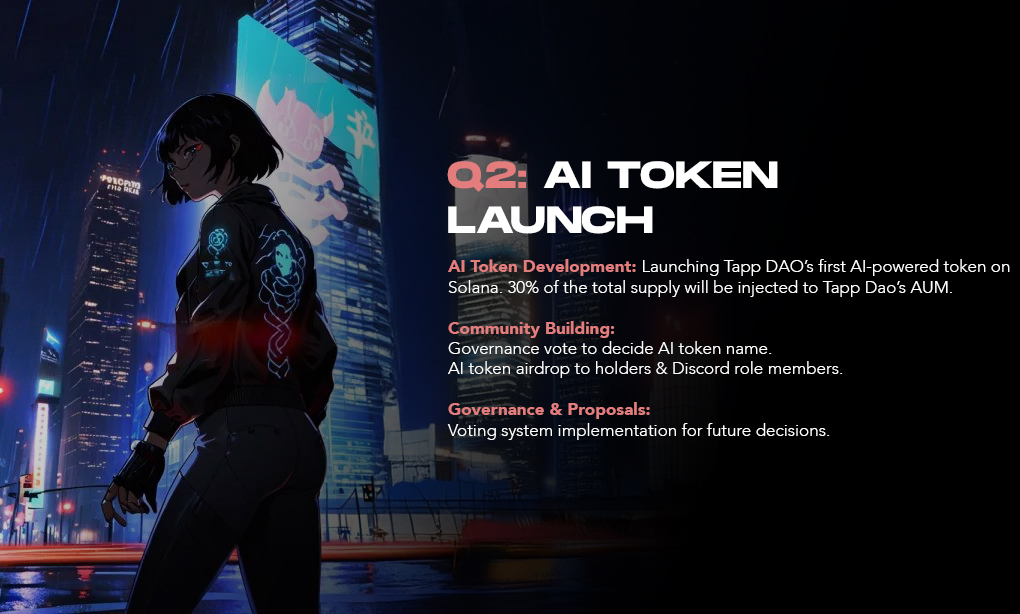 Q2: AI TOKEN
LAUNCH
AI Token Development: Launching Tapp DAO’s first AI-powered token on
Solana. 30% of the total supply will be injected to Tapp Dao’s AUM.
Community Building:
Governance vote to decide AI token name.
AI token airdrop to holders & Discord role members.
Governance & Proposals:
Voting system implementation for future decisions.